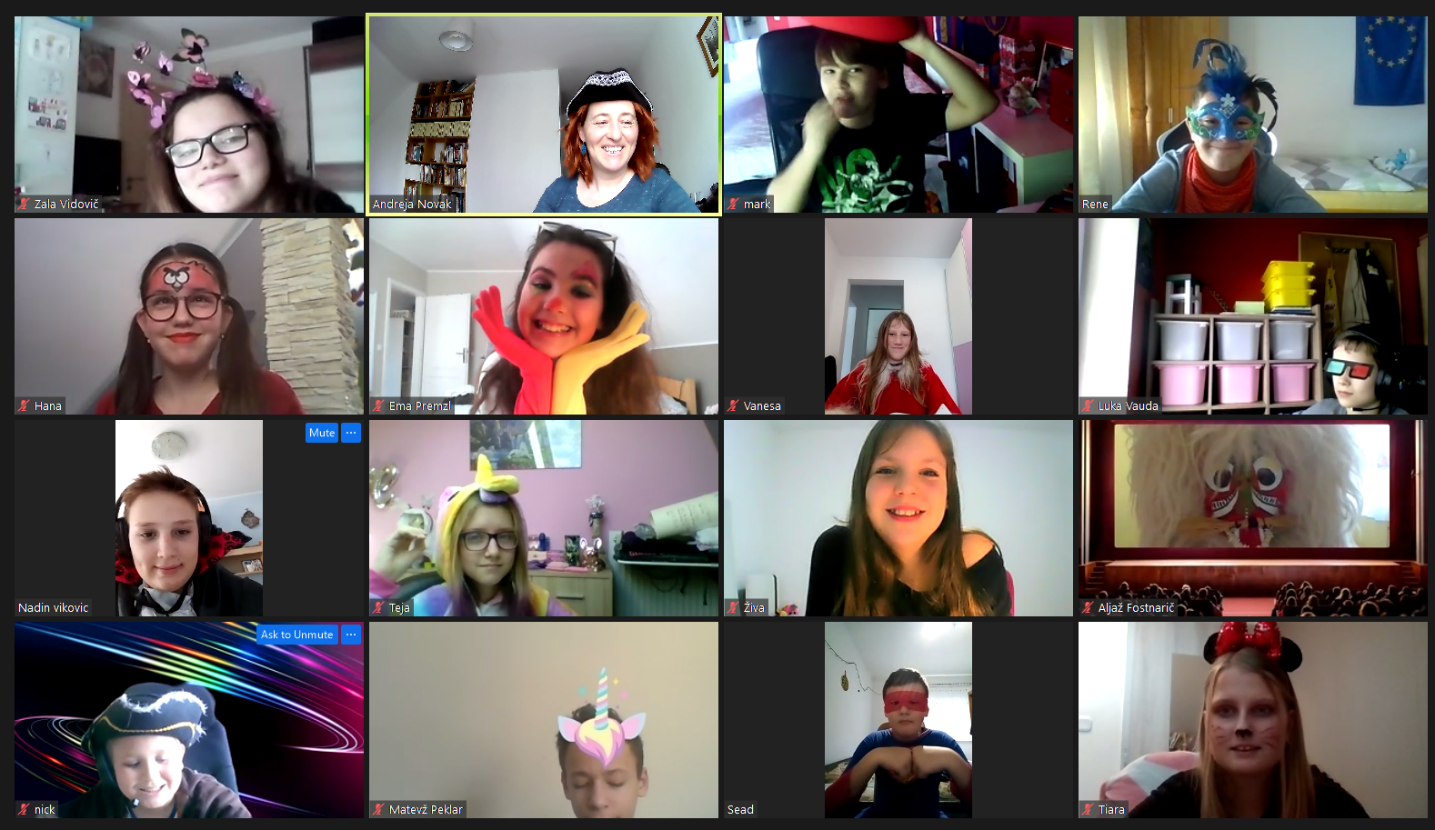 Zala Vidovič
Andreja Novak
mark
Rene
Hana
Ema Premzl
Vanesa
Luka Vauda
Mute ...
Nadin vikovic
Teja
Živa
Aljaž Fostnarič
Ask to Unmute ...
nick
Matevž Peklar
Sead
Tiara